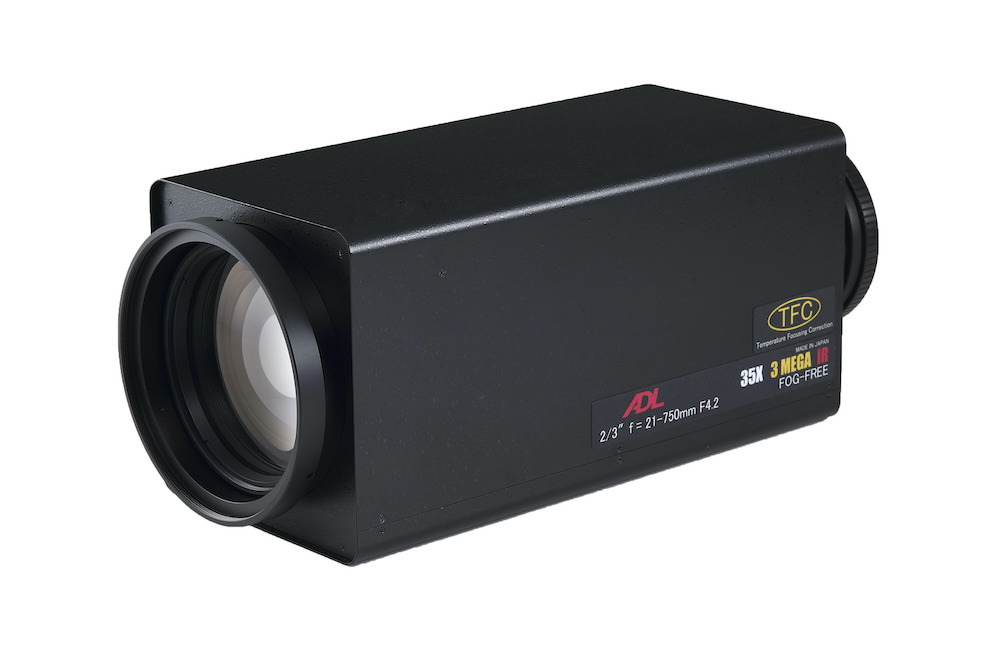 TFC
Temperature Focusing Correction
MADE IN JAPAN
35X 3 MEGA IR
FOG-FREE
ADL
2/3" f=21-750mm F4.2